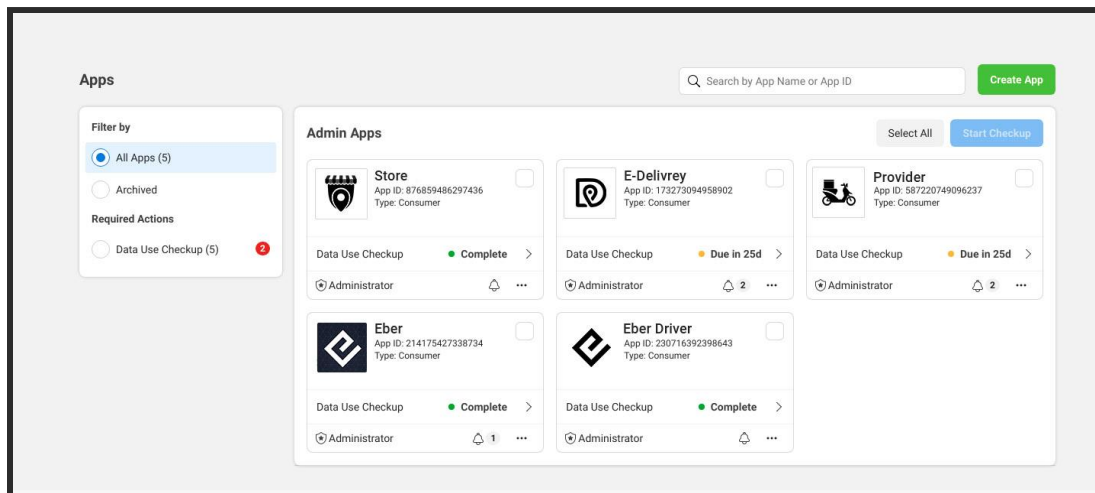 Apps
Search by App Name or App ID
Create App
Filter by
All Apps (5)
Archived
Required Actions
Data Use Checkup (5)
2
Admin Apps
Select All
Start Checkup
Store
App ID: 876859486297436
Type: Consumer
Data Use Checkup
Complete
Administrator
E-Delivrey
App ID: 173273094958902
Type: Consumer
Data Use Checkup
Due in 25d
Administrator
2
Provider
App ID: 587220749096237
Type: Consumer
Data Use Checkup
Due in 25d
Administrator
2
Eber
App ID: 214175427338734
Type: Consumer
Data Use Checkup
Complete
Administrator
1
Eber Driver
App ID: 230716392398643
Type: Consumer
Data Use Checkup
Complete
Administrator